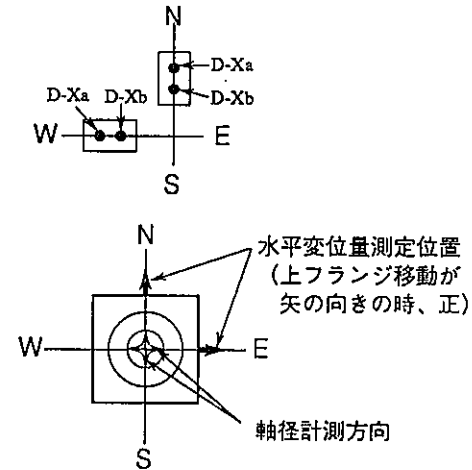 N
D-Xa
D-Xb
D-Xa D-Xb
W E
S
N
水平変位量測定位置
(上フランジ移動が
矢の向きの時、正)
W E
軸径計測方向
S